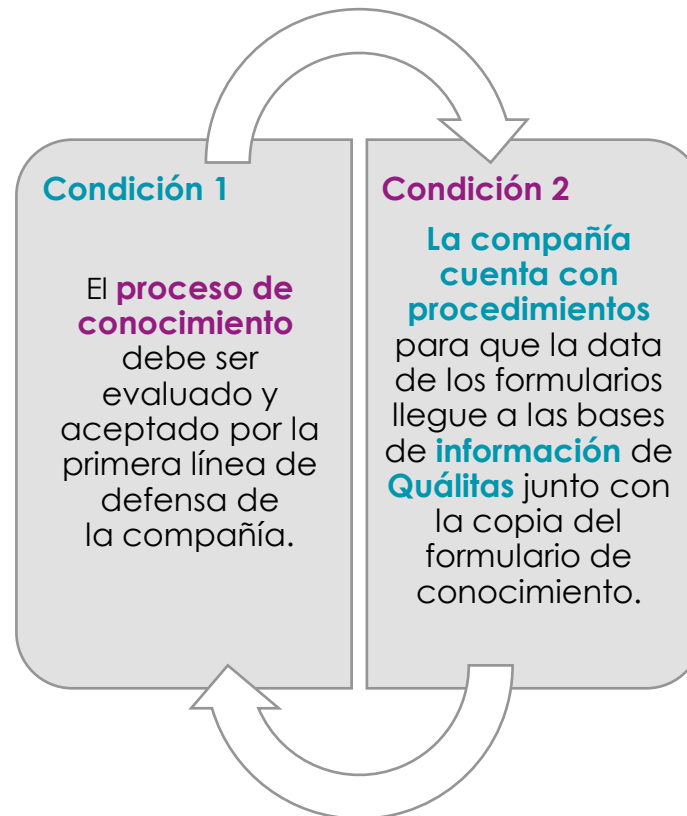 Condición 1
El proceso de
conocimiento
debe ser
evaluado y
aceptado por la
primera línea de
defensa de
la compañía.
Condición 2
La compañía
cuenta con
procedimientos
para que la data
de los formularios
llegue a las bases
de información de
Quálitas junto con
la copia del
formulario de
conocimiento.